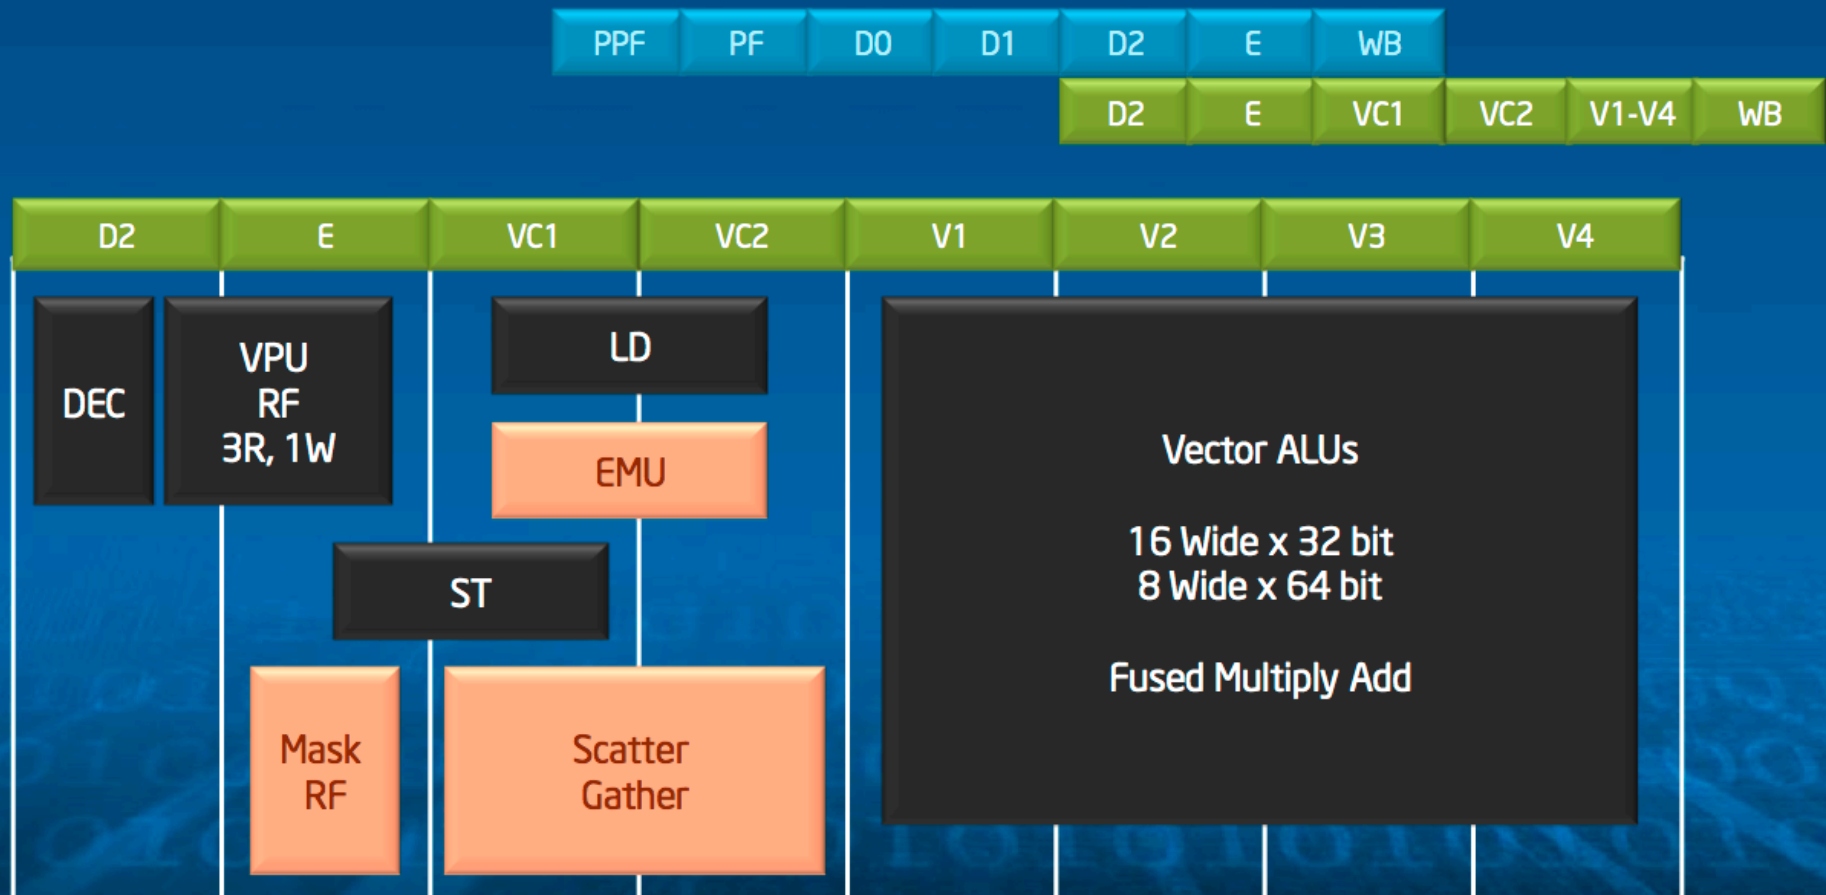 PPF PF D0 D1 D2 E WB
D2 E VC1 VC2 V1-V4 WB
D2 E VC1 VC2 V1 V2 V3 V4
DEC
VPU
RF
3R, 1W
LD
EMU
ST
Mask
RF
Scatter
Gather
Vector ALUs
16 Wide x 32 bit
8 Wide x 64 bit
Fused Multiply Add